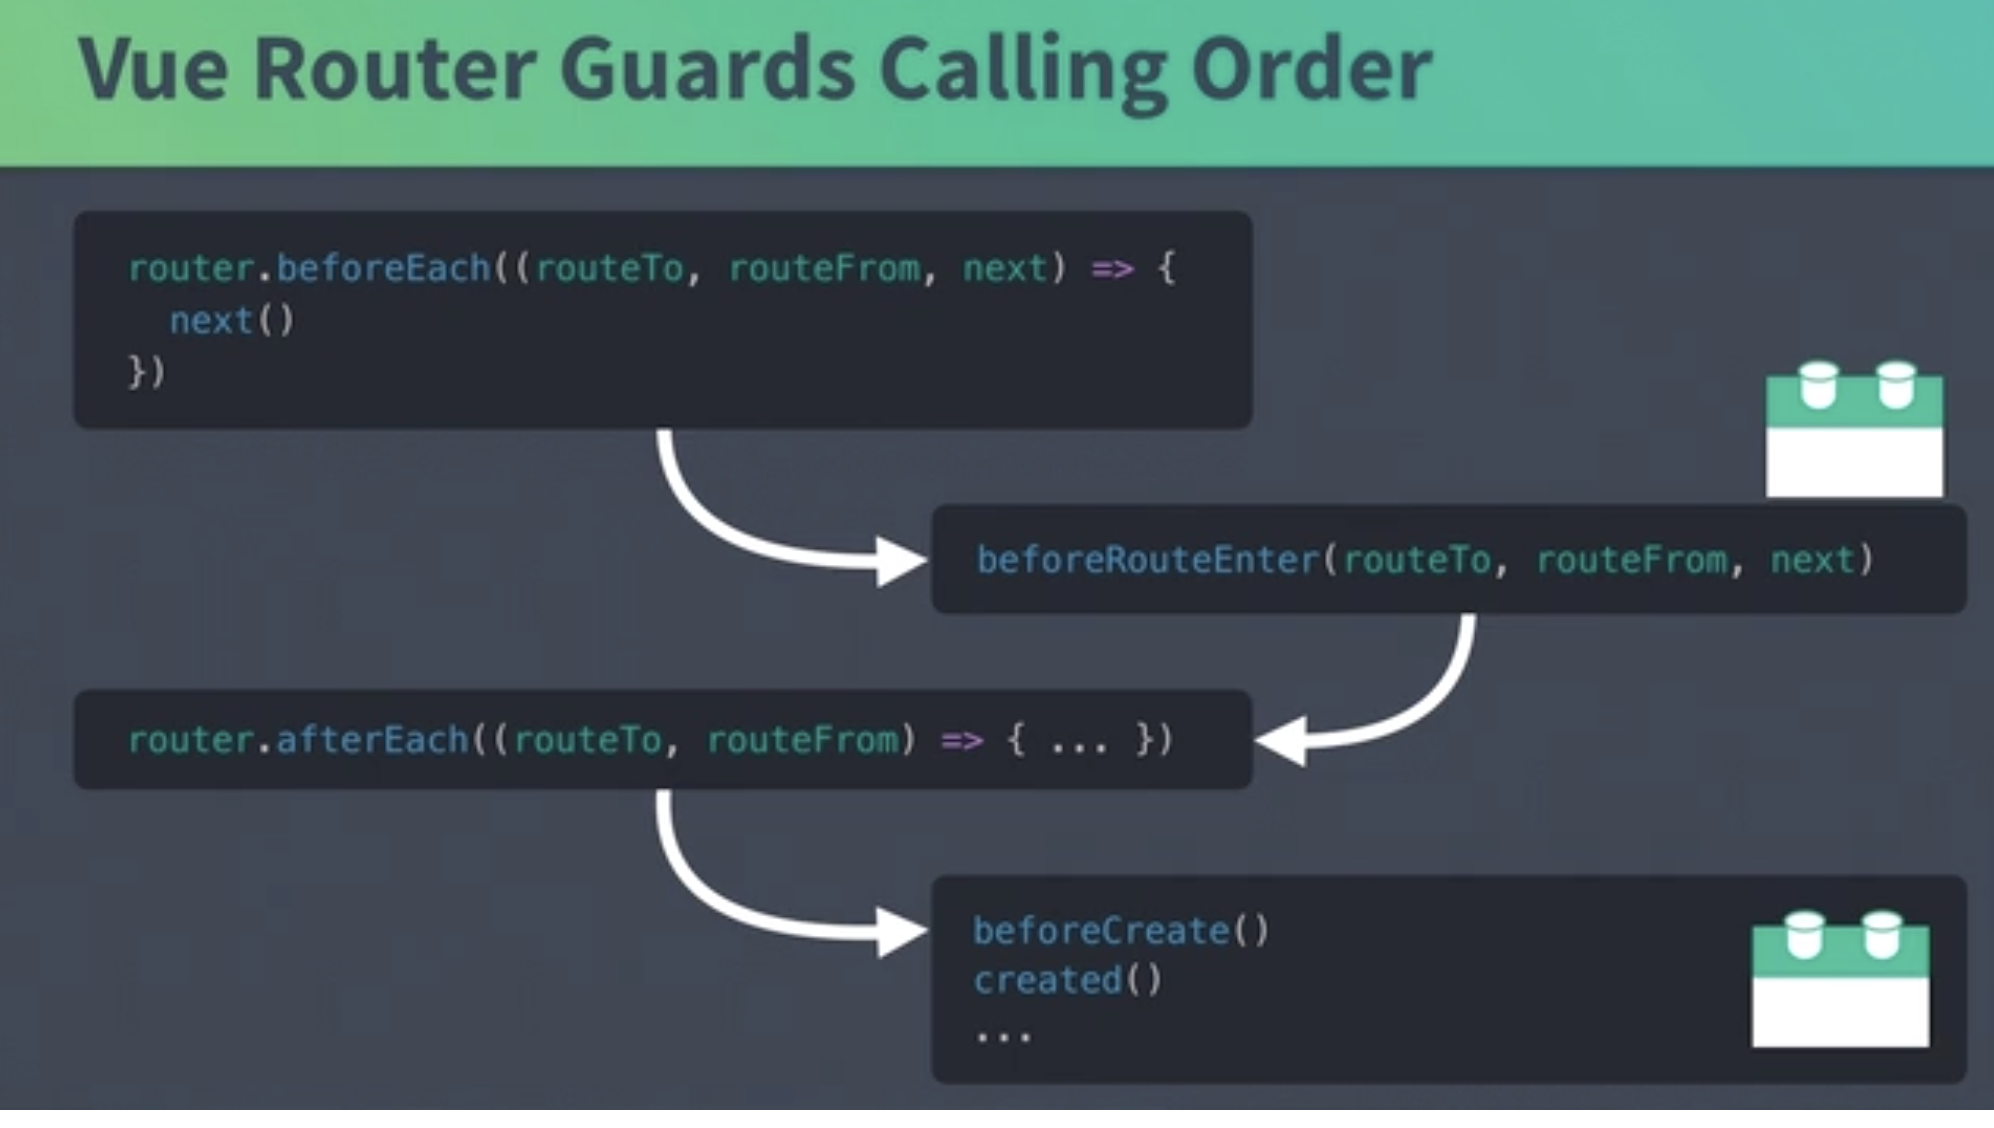 Vue Router Guards Calling Order
router.beforeEach((routeTo, routeFrom, next) => {
  next()
})
beforeRouteEnter(routeTo, routeFrom, next)
router.afterEach((routeTo, routeFrom) => { ... })
beforeCreate()
created()
...